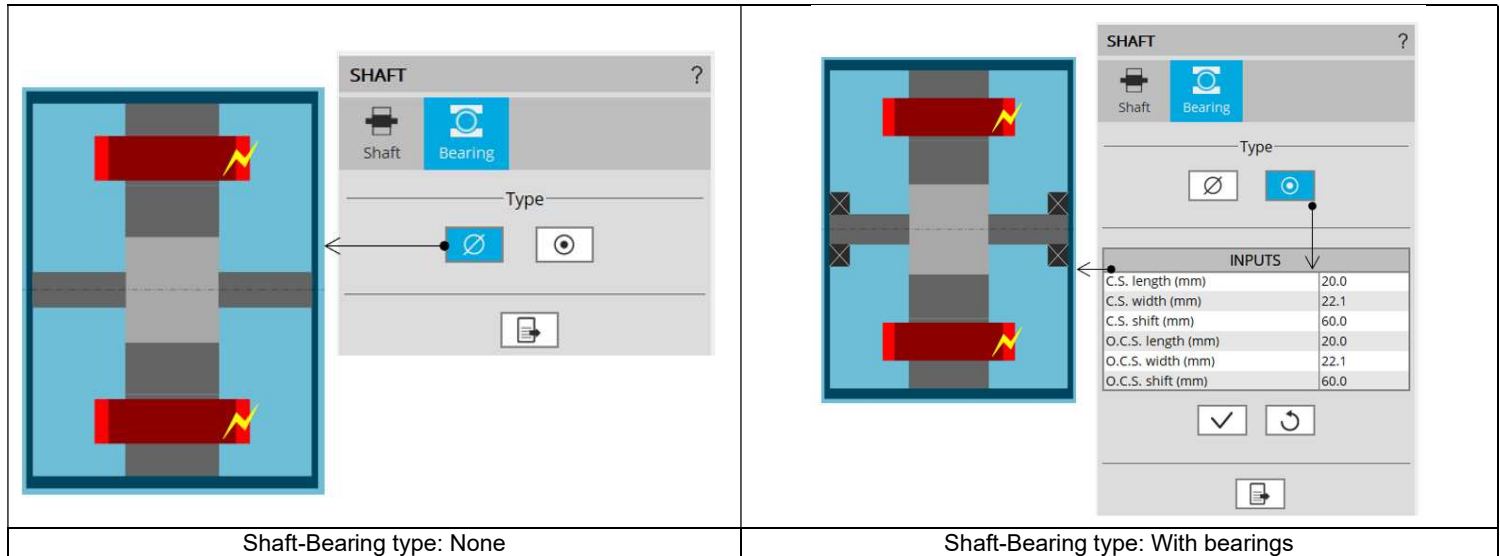 SHAFT ?
Shaft Bearing
Type
Shaft-Bearing type: None
SHAFT ?
Shaft Bearing
Type
INPUTS
C.S. length (mm) 20.0
C.S. width (mm) 22.1
C.S. shift (mm) 60.0
O.C.S. length (mm) 20.0
O.C.S. width (mm) 22.1
O.C.S. shift (mm) 60.0
Shaft-Bearing type: With bearings